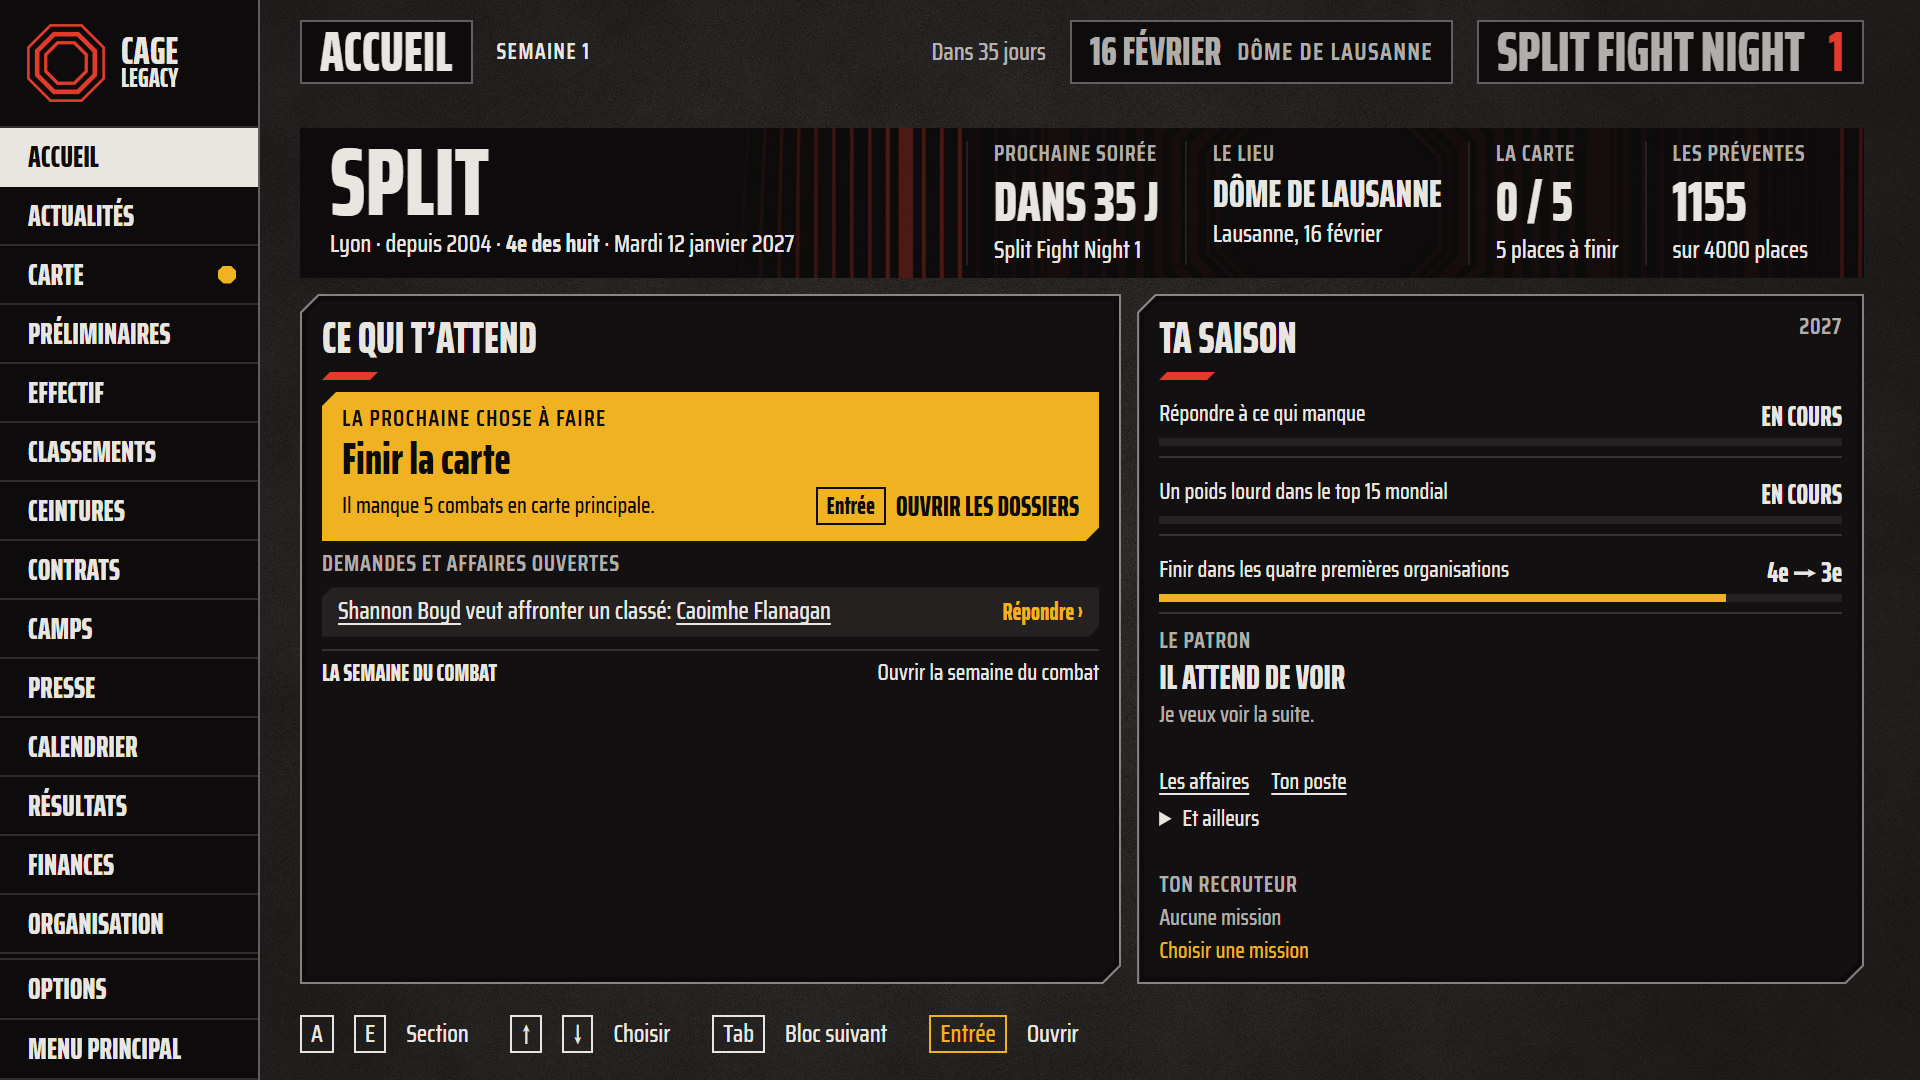 CAGE
LEGACY
ACCUEIL
ACTUALITÉS
CARTE
PRÉLIMINAIRES
EFFECTIF
CLASSEMENTS
CEINTURES
CONTRATS
CAMPS
PRESSE
CALENDRIER
RÉSULTATS
FINANCES
ORGANISATION
OPTIONS
MENU PRINCIPAL
ACCUEIL
SEMAINE 1
Dans 35 jours
16 FÉVRIER DÔME DE LAUSANNE
SPLIT FIGHT NIGHT 1
SPLIT
Lyon · depuis 2004 · 4e des huit · Mardi 12 janvier 2027
PROCHAINE SOIRÉE
DANS 35 J
Split Fight Night 1
LE LIEU
DÔME DE LAUSANNE
Lausanne, 16 février
LA CARTE
0 / 5
5 places à finir
LES PRÉVENTES
1155
sur 4000 places
CE QUI T’ATTEND
LA PROCHAINE CHOSE À FAIRE
Finir la carte
Il manque 5 combats en carte principale.
Entrée OUVRIR LES DOSSIERS
DEMANDES ET AFFAIRES OUVERTES
Shannon Boyd veut affronter un classé: Caoimhe Flanagan
Répondre ›
LA SEMAINE DU COMBAT
Ouvrir la semaine du combat
TA SAISON
2027
Répondre à ce qui manque
EN COURS
Un poids lourd dans le top 15 mondial
EN COURS
Finir dans les quatre premières organisations
4e → 3e
LE PATRON
IL ATTEND DE VOIR
Je veux voir la suite.
Les affaires Ton poste
▶ Et ailleurs
TON RECRUTEUR
Aucune mission
Choisir une mission
A E Section ↑ ↓ Choisir Tab Bloc suivant Entrée Ouvrir